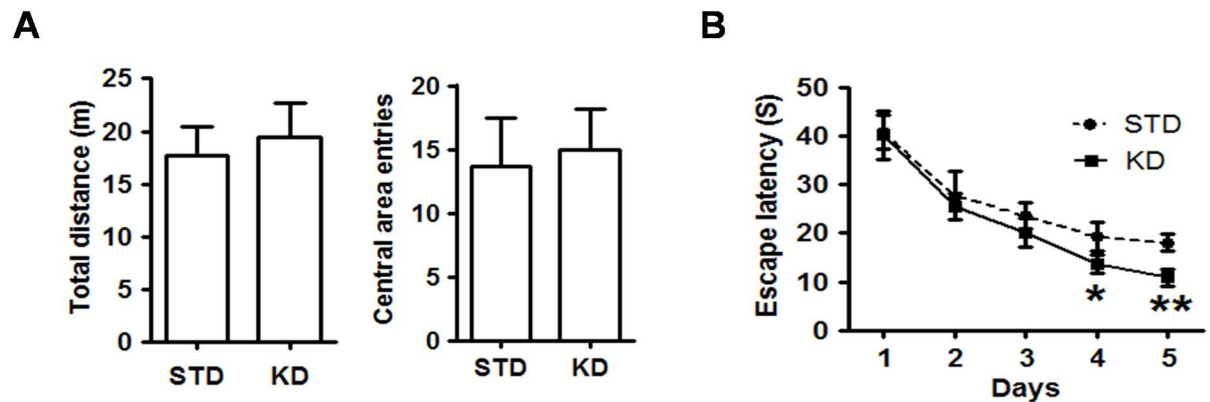 A
Total distance (m)
25
20
15
10
5
0
STD KD
Central area entries
20
15
10
5
0
STD KD
B
Escape latency (S)
50
40
30
20
10
0
STD
KD
*
**
1 2 3 4 5
Days